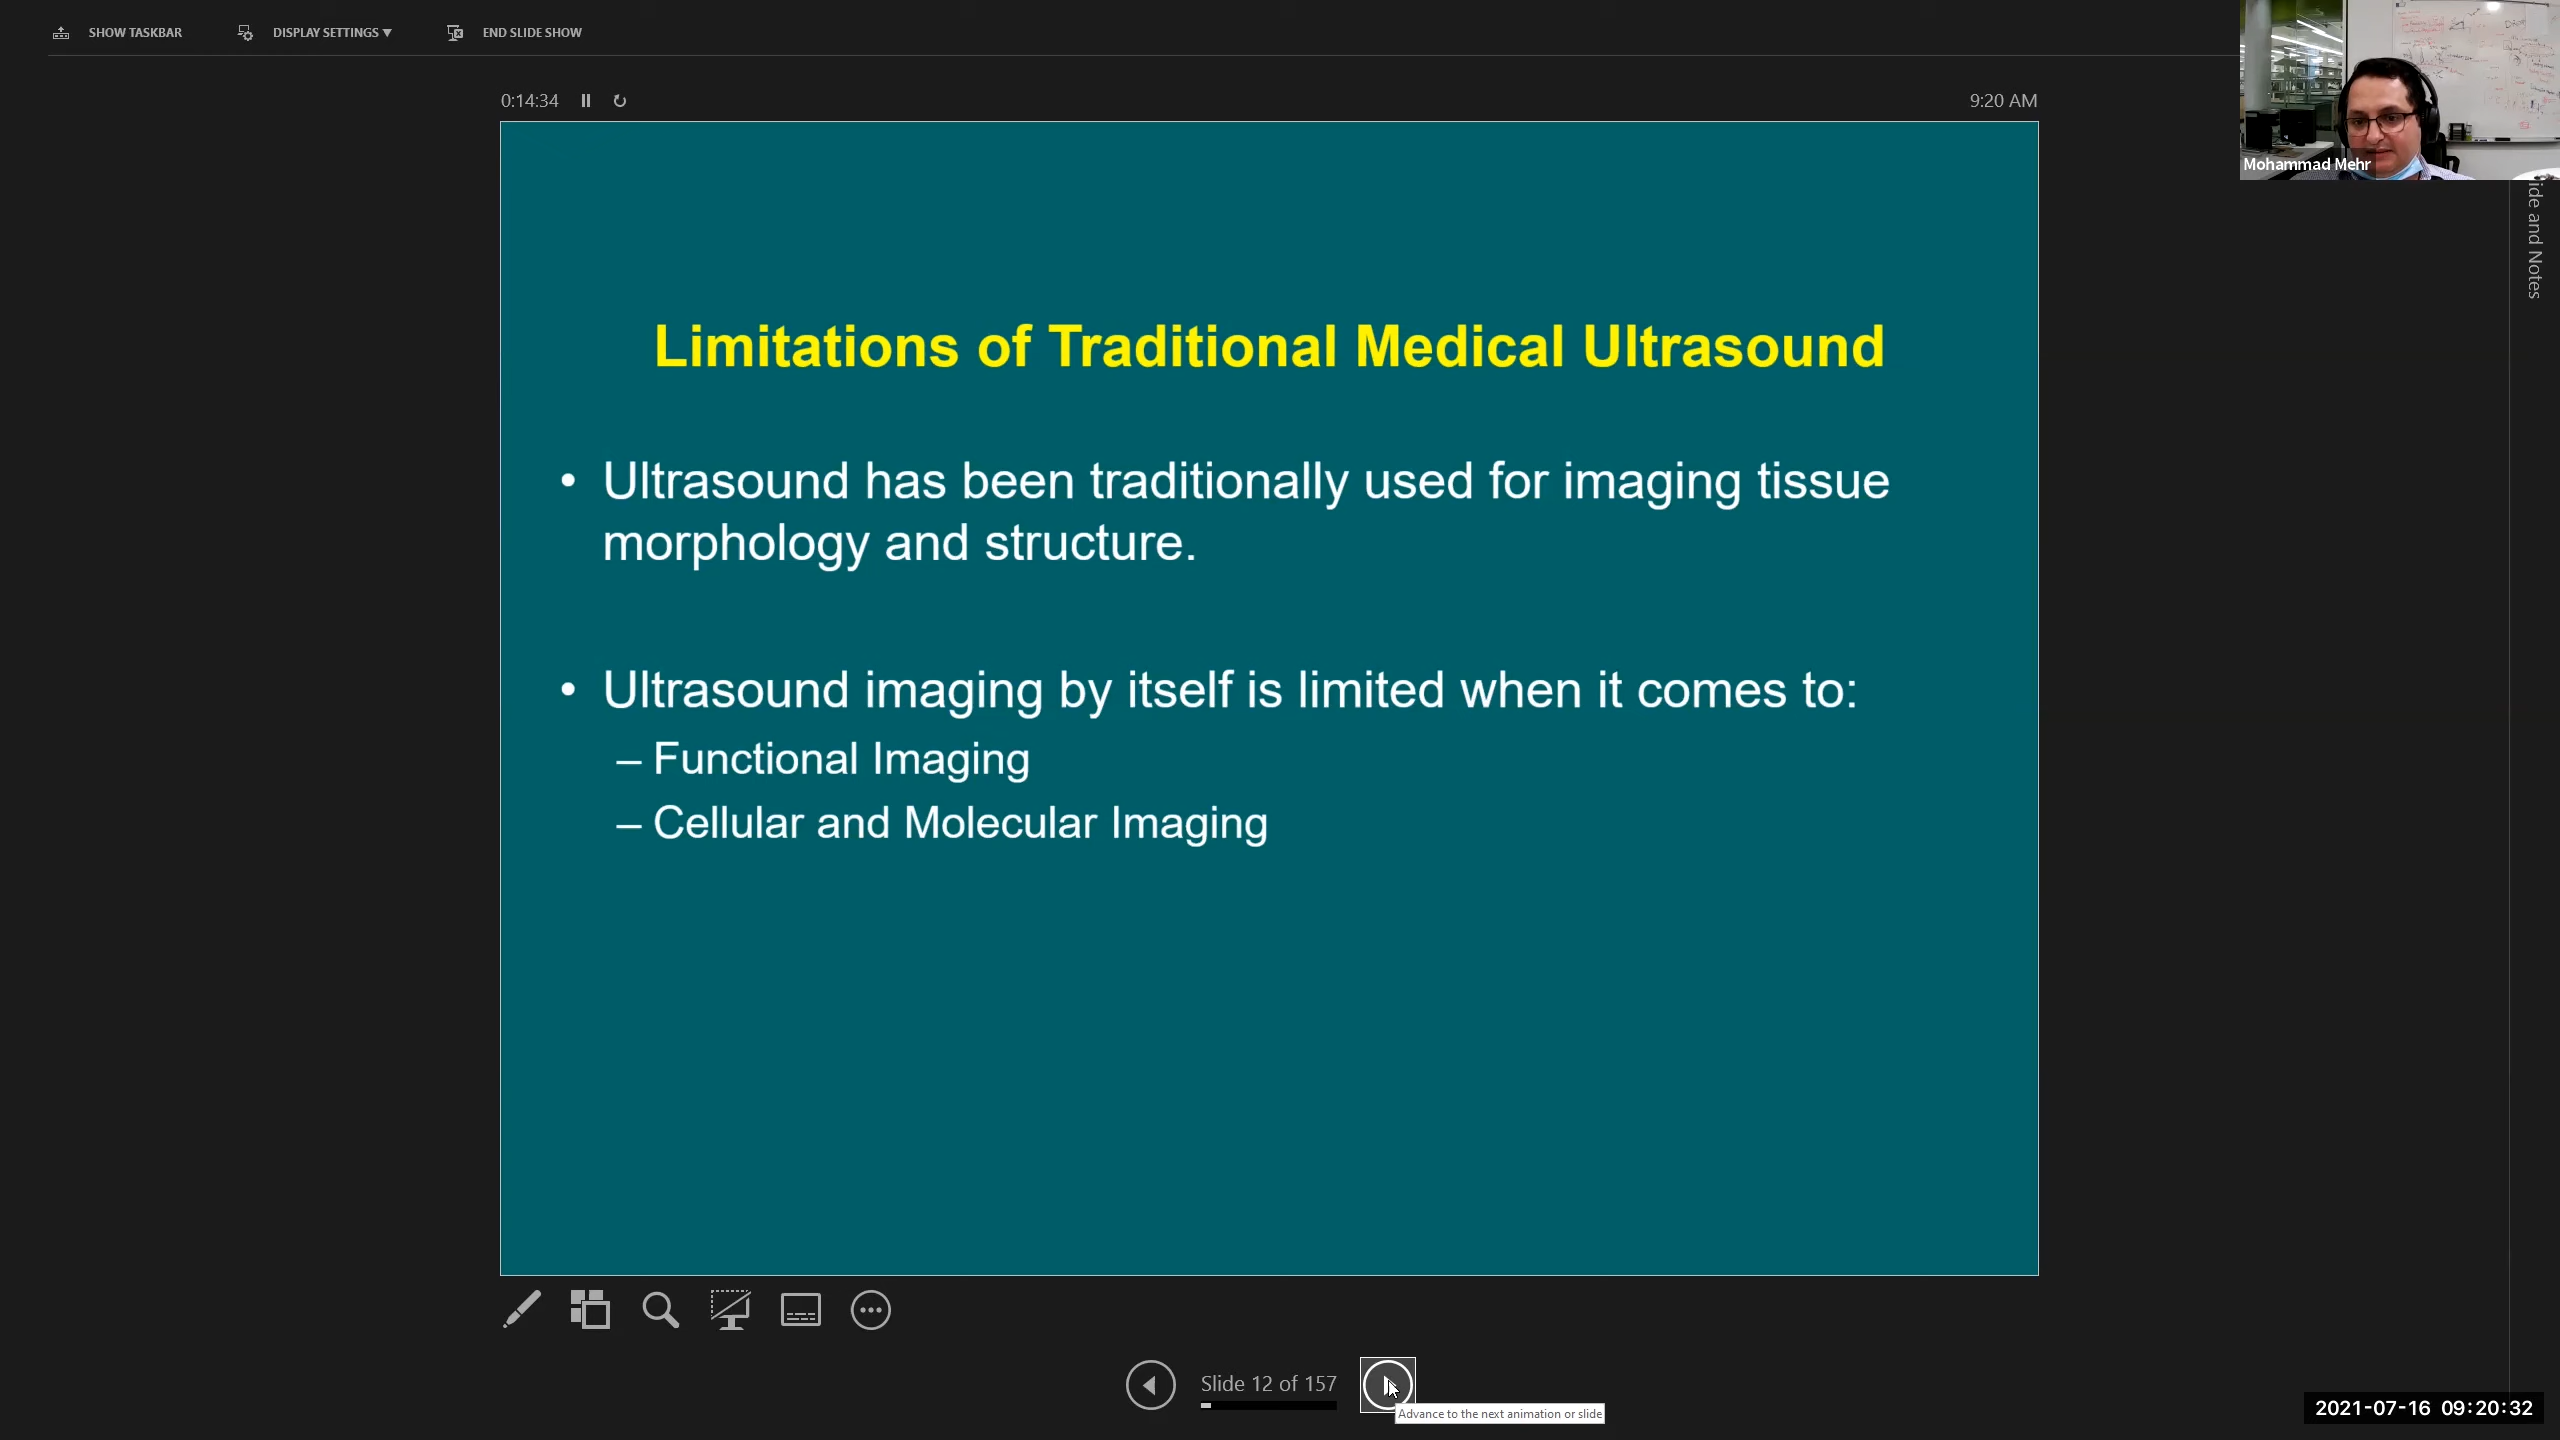 SHOW TASKBAR
DISPLAY SETTINGS ▼
END SLIDE SHOW
0:14:34
9:20 AM
Mohammad Mehr
ide and Notes
Limitations of Traditional Medical Ultrasound
• Ultrasound has been traditionally used for imaging tissue
morphology and structure.
• Ultrasound imaging by itself is limited when it comes to:
– Functional Imaging
– Cellular and Molecular Imaging
Slide 12 of 157
Advance to the next animation or slide
2021-07-16 09:20:32